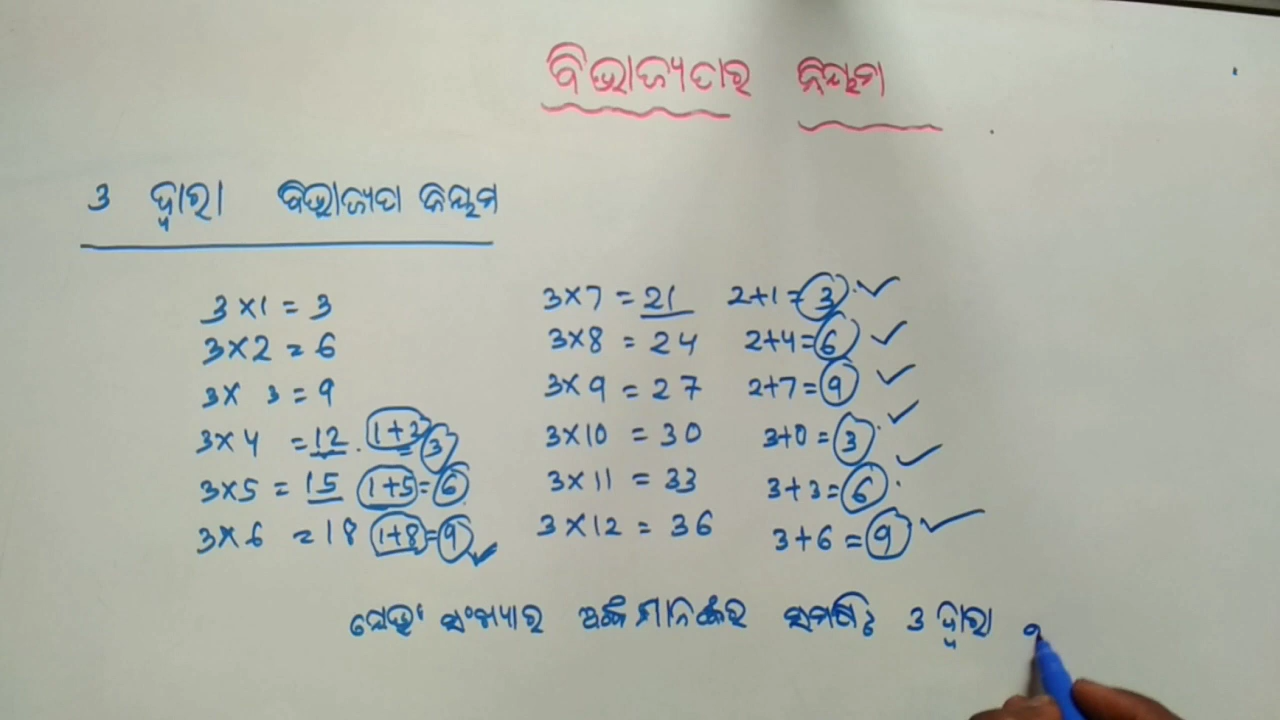 ବିଭାଜ୍ୟତାର ନିୟମ
3 ଦ୍ୱାରା ବିଭାଜ୍ୟତା ନିୟମ
3×1 = 3
3×2 = 6
3× 3 = 9
3×4 = 12 . 1+2 = 3
3×5 = 15 1+5 = 6
3×6 = 18 1+8 = 9
3×7 = 21 2+1 = 3
3×8 = 24 2+4 = 6
3×9 = 27 2+7 = 9
3×10 = 30 3+0 = 3
3×11 = 33 3+3 = 6
3×12 = 36 3+6 = 9
ଯେଉଁ ସଂଖ୍ୟାର ଅଙ୍କମାନଙ୍କର ସମଷ୍ଟି 3 ଦ୍ୱାରା